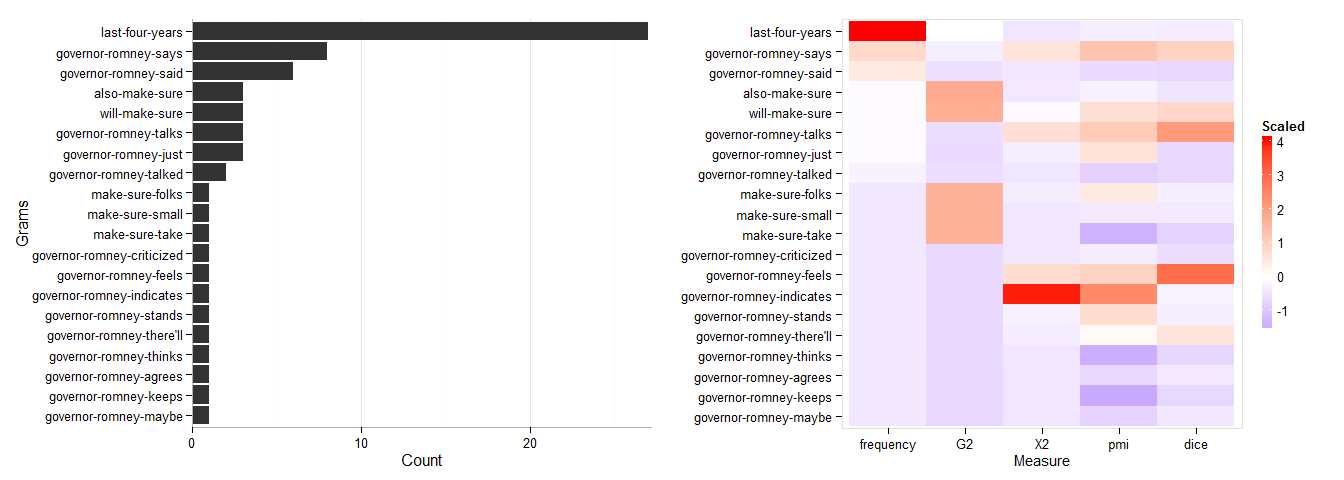 last-four-years
governor-romney-says
governor-romney-said
also-make-sure
will-make-sure
governor-romney-talks
governor-romney-just
governor-romney-talked
make-sure-folks
make-sure-small
make-sure-take
governor-romney-criticized
governor-romney-feels
governor-romney-indicates
governor-romney-stands
governor-romney-there'll
governor-romney-thinks
governor-romney-agrees
governor-romney-keeps
governor-romney-maybe
Grams
0 10 20
Count
last-four-years
governor-romney-says
governor-romney-said
also-make-sure
will-make-sure
governor-romney-talks
governor-romney-just
governor-romney-talked
make-sure-folks
make-sure-small
make-sure-take
governor-romney-criticized
governor-romney-feels
governor-romney-indicates
governor-romney-stands
governor-romney-there'll
governor-romney-thinks
governor-romney-agrees
governor-romney-keeps
governor-romney-maybe
frequency G2 X2 pmi dice
Measure
Scaled
4
3
2
1
0
-1